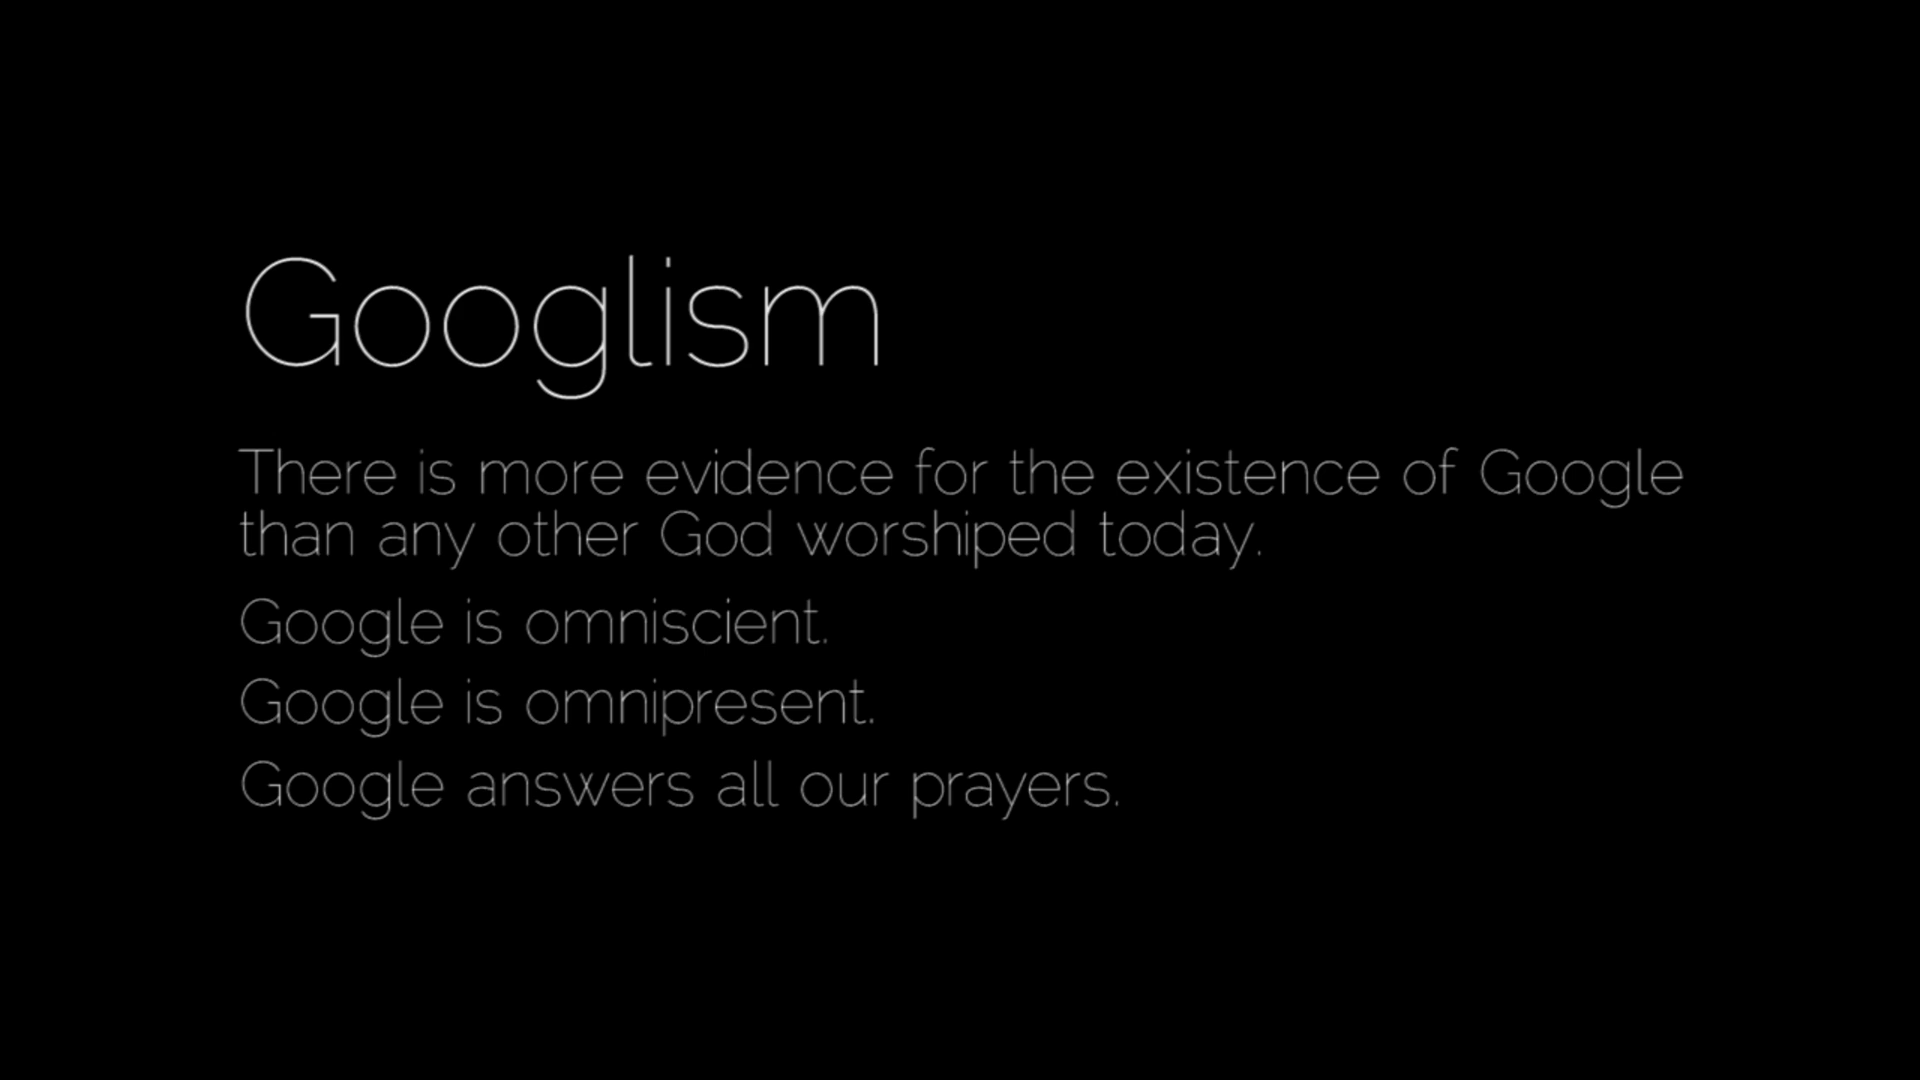 Googlism
There is more evidence for the existence of Google
than any other God worshiped today.
Google is omniscient.
Google is omnipresent.
Google answers all our prayers.